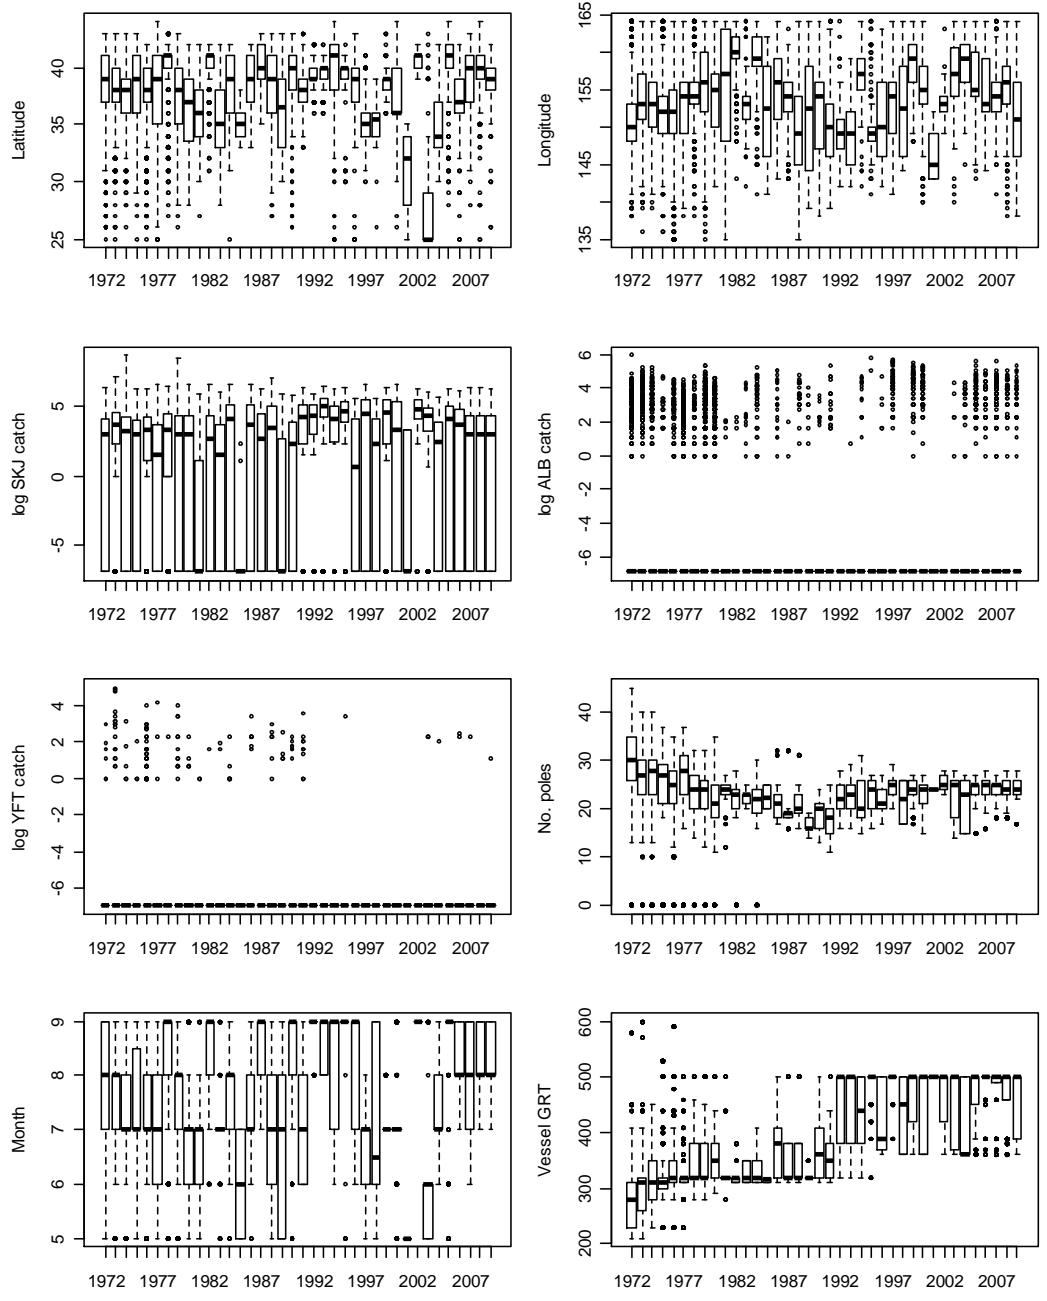 Latitude
25 30 35 40
1972 1977 1982 1987 1992 1997 2002 2007
Longitude
135 145 155 165
1972 1977 1982 1987 1992 1997 2002 2007
log SKJ catch
-5 0 5
1972 1977 1982 1987 1992 1997 2002 2007
log ALB catch
-6 -4 -2 0 2 4 6
1972 1977 1982 1987 1992 1997 2002 2007
log YFT catch
-6 -4 -2 0 2 4
1972 1977 1982 1987 1992 1997 2002 2007
No. poles
0 10 20 30 40
1972 1977 1982 1987 1992 1997 2002 2007
Month
5 6 7 8 9
1972 1977 1982 1987 1992 1997 2002 2007
Vessel GRT
200 300 400 500 600
1972 1977 1982 1987 1992 1997 2002 2007